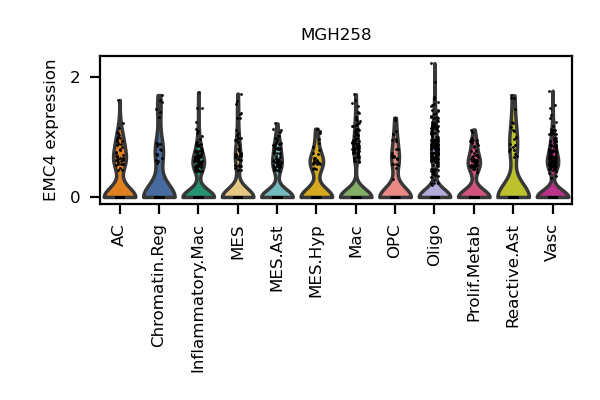 MGH258
EMC4 expression
2
0
AC
Chromatin.Reg
Inflammatory.Mac
MES
MES.Ast
MES.Hyp
Mac
OPC
Oligo
Prolif.Metab
Reactive.Ast
Vasc